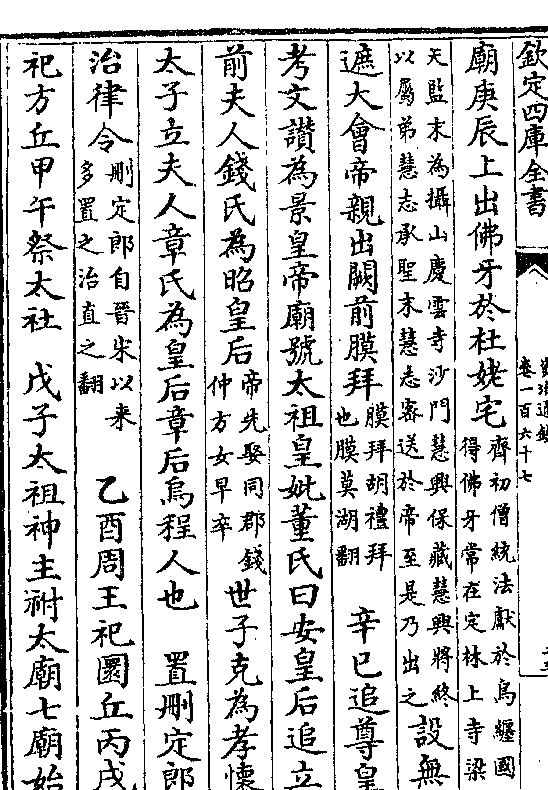 欽定四庫全書
卷一百六十七
廟庚辰上出佛牙於杜姥宅
齊初僧統法獻於烏纏國
得佛牙常在定林上寺梁
天監末為攝山慶雲寺沙門慧興保藏慧興將終
以屬弟慧志承聖末慧志密送於帝至是乃出之
設無
遮大會帝親出闕前膜拜
膜拜胡禮拜
也膜莫湖翻
辛巳追尊皇
考文讃為景皇帝廟號太祖皇妣董氏曰安皇后追立
前夫人錢氏為昭皇后
帝先娶同郡錢
仲方女早卒
世子克為孝懷
太子立夫人章氏為皇后章后烏程人也 置刪定郎
治律令
刪定郎自晉宋以来
多置之治直之翻
乙酉周王祀圜丘丙戌
祀方丘甲午祭太社 戊子太祖神主祔太廟七廟始